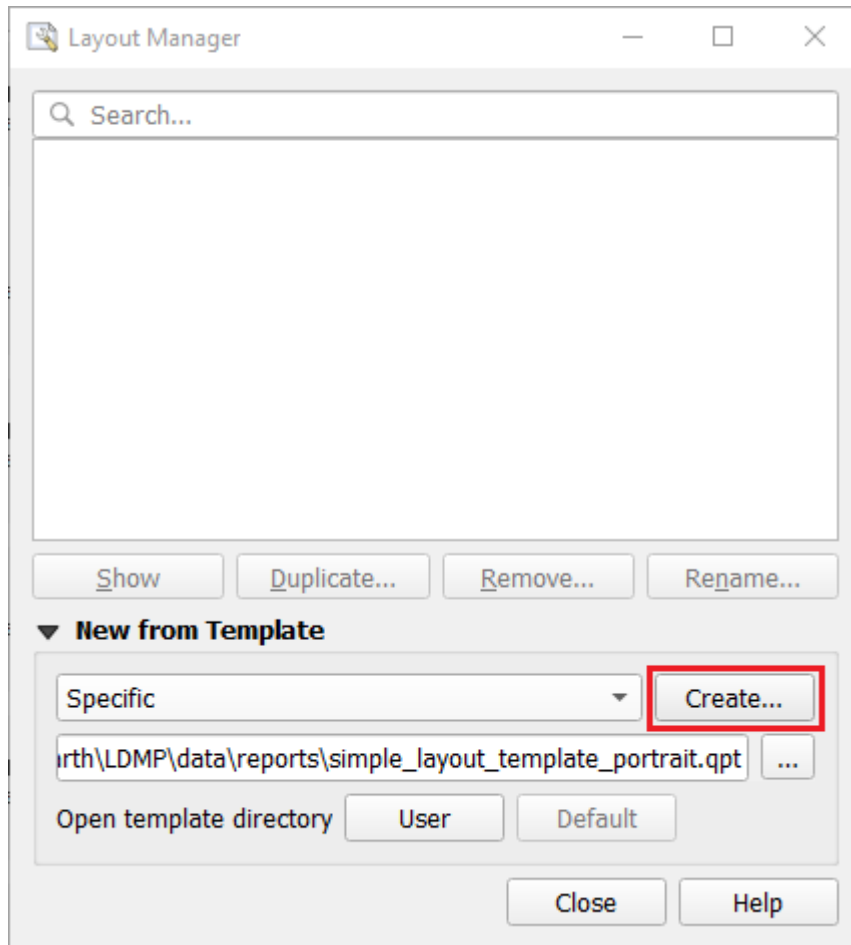 Layout Manager
Search...
Show Duplicate... Remove... Rename...
New from Template
Specific Create...
arth\LDMP\data\reports\simple_layout_template_portrait.qpt ...
Open template directory User Default
Close Help